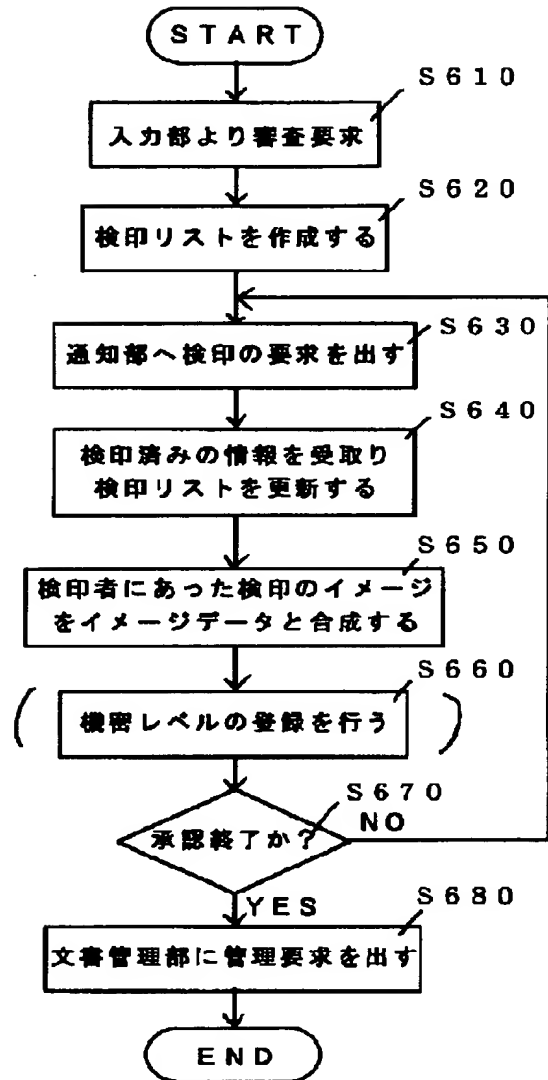 START
S610
入力部より審査要求
S620
検印リストを作成する
S630
通知部へ検印の要求を出す
S640
検印済みの情報を受取り
検印リストを更新する
S650
検印者にあった検印のイメージ
をイメージデータと合成する
S660
( 機密レベルの登録を行う )
S670
承認終了か?
NO
YES
S680
文書管理部に管理要求を出す
END